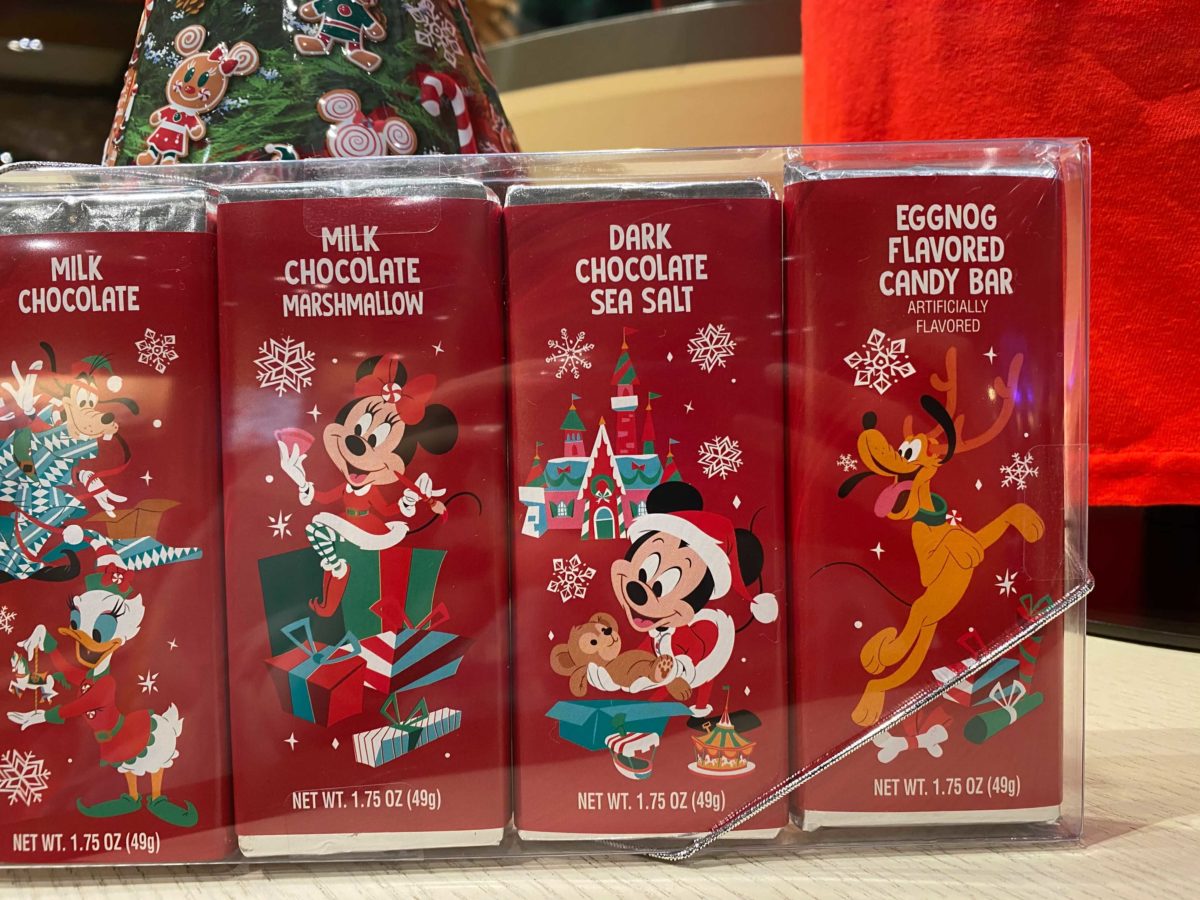 MILK
CHOCOLATE
NET WT. 1.75 OZ (49g)
MILK
CHOCOLATE
MARSHMALLOW
NET WT. 1.75 OZ (49g)
DARK
CHOCOLATE
SEA SALT
NET WT. 1.75 OZ (49g)
EGGNOG
FLAVORED
CANDY BAR
ARTIFICIALLY
FLAVORED
NET WT. 1.75 OZ (49g)